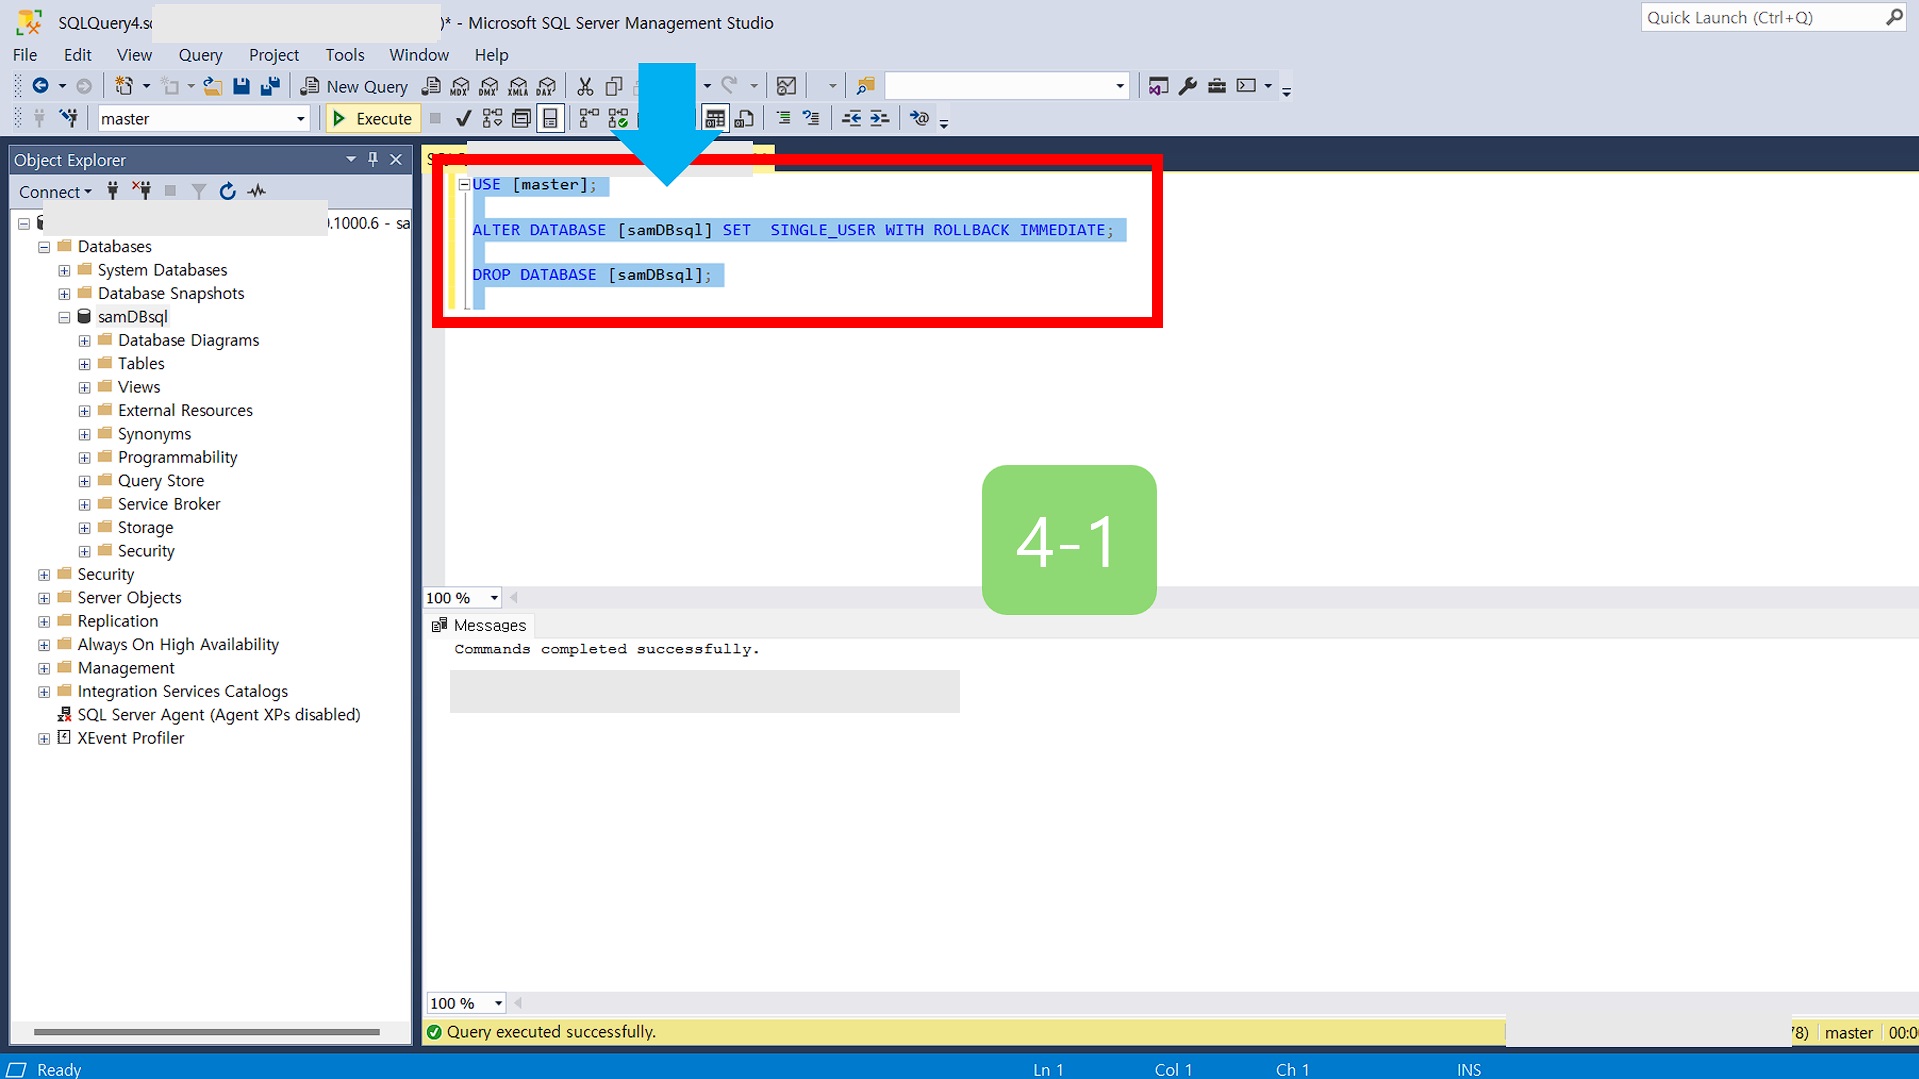 SQLQuery4.s )* - Microsoft SQL Server Management Studio
Quick Launch (Ctrl+Q)
File Edit View Query Project Tools Window Help
New Query MDX DMX XMLA DAX
master Execute
Object Explorer
Connect
.1000.6 - sa
Databases
System Databases
Database Snapshots
samDBsql
Database Diagrams
Tables
Views
External Resources
Synonyms
Programmability
Query Store
Service Broker
Storage
Security
Security
Server Objects
Replication
Always On High Availability
Management
Integration Services Catalogs
SQL Server Agent (Agent XPs disabled)
XEvent Profiler
USE [master];
ALTER DATABASE [samDBsql] SET  SINGLE_USER WITH ROLLBACK IMMEDIATE;
DROP DATABASE [samDBsql];
4-1
100 %
Messages
Commands completed successfully.
100 %
Query executed successfully.
78) master 00:0
Ready Ln 1 Col 1 Ch 1 INS